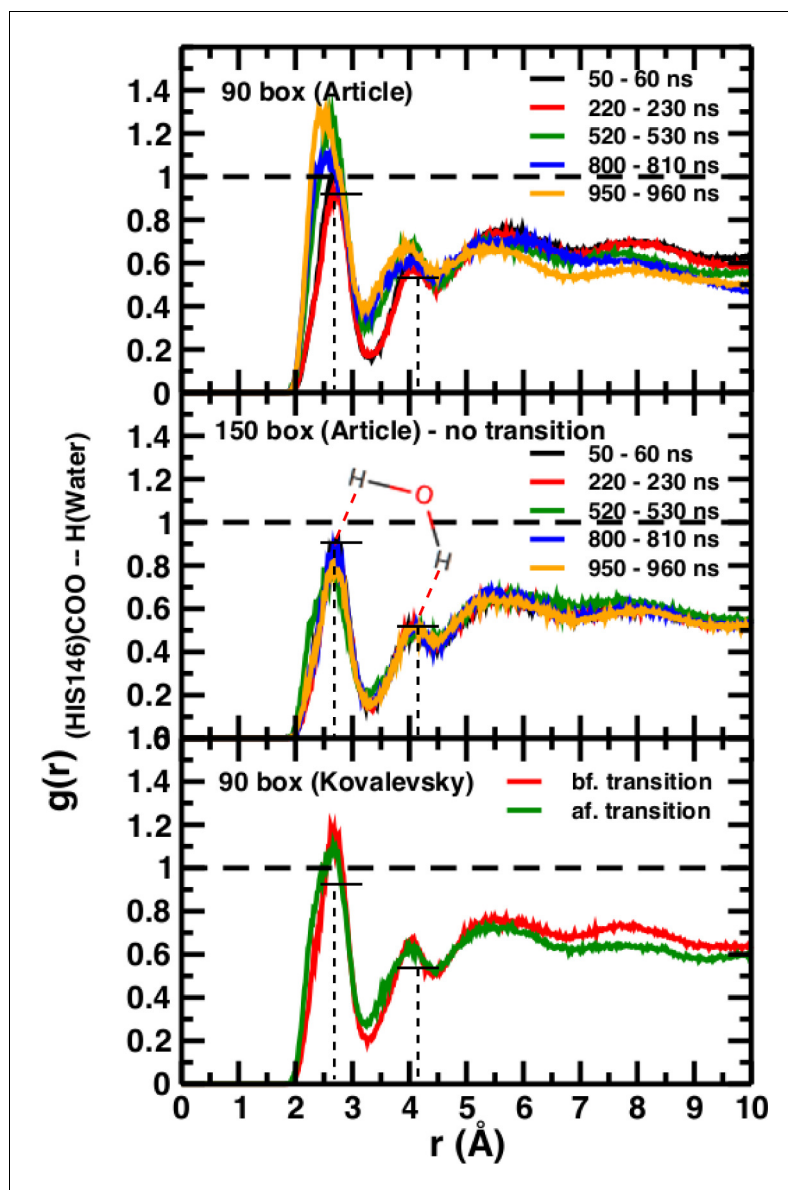 90 box (Article)
50 - 60 ns
220 - 230 ns
520 - 530 ns
800 - 810 ns
950 - 960 ns
1.4
1.2
1
0.8
0.6
0.4
0.2
0
150 box (Article) - no transition
50 - 60 ns
220 - 230 ns
520 - 530 ns
800 - 810 ns
950 - 960 ns
H
O
H
1.4
1.2
1
0.8
0.6
0.4
0.2
0
90 box (Kovalevsky)
bf. transition
af. transition
1.6
1.4
1.2
1
0.8
0.6
0.4
0.2
0
0 1 2 3 4 5 6 7 8 9 10
r (Å)
g(r) (HIS146)COO -- H(Water)